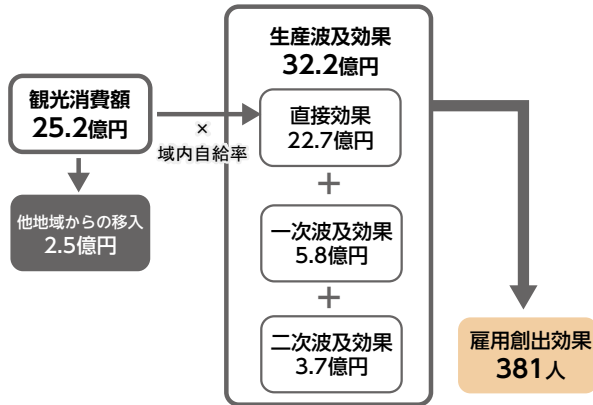 観光消費額
25.2億円
他地域からの移入
2.5億円
×
域内自給率
生産波及効果
32.2億円
直接効果
22.7億円
+
一次波及効果
5.8億円
+
二次波及効果
3.7億円
雇用創出効果
381人